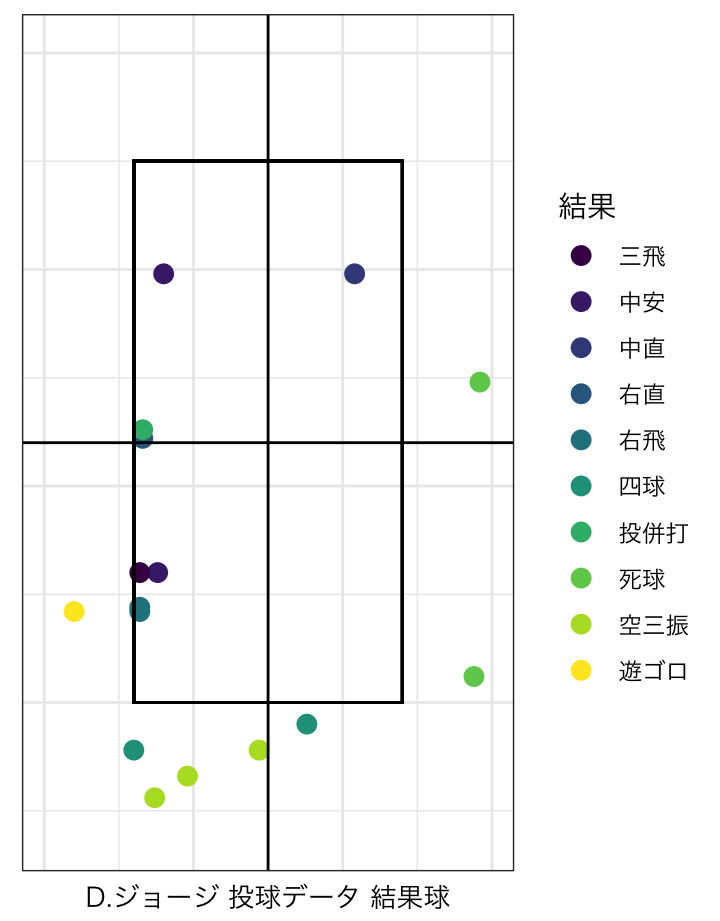 結果
三飛
中安
中直
右直
右飛
四球
投併打
死球
空三振
遊ゴロ
D.ジョージ 投球データ 結果球